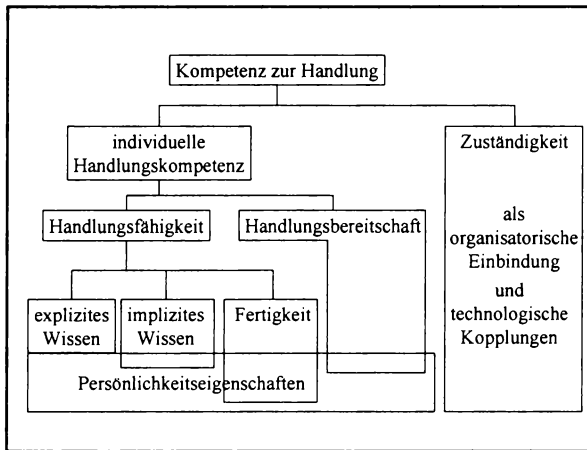 Kompetenz zur Handlung
individuelle
Handlungskompetenz
Zuständigkeit
als
organisatorische
Einbindung
und
technologische
Kopplungen
Handlungsfähigkeit
Handlungsbereitschaft
explizites
Wissen
implizites
Wissen
Fertigkeit
Persönlichkeitseigenschaften